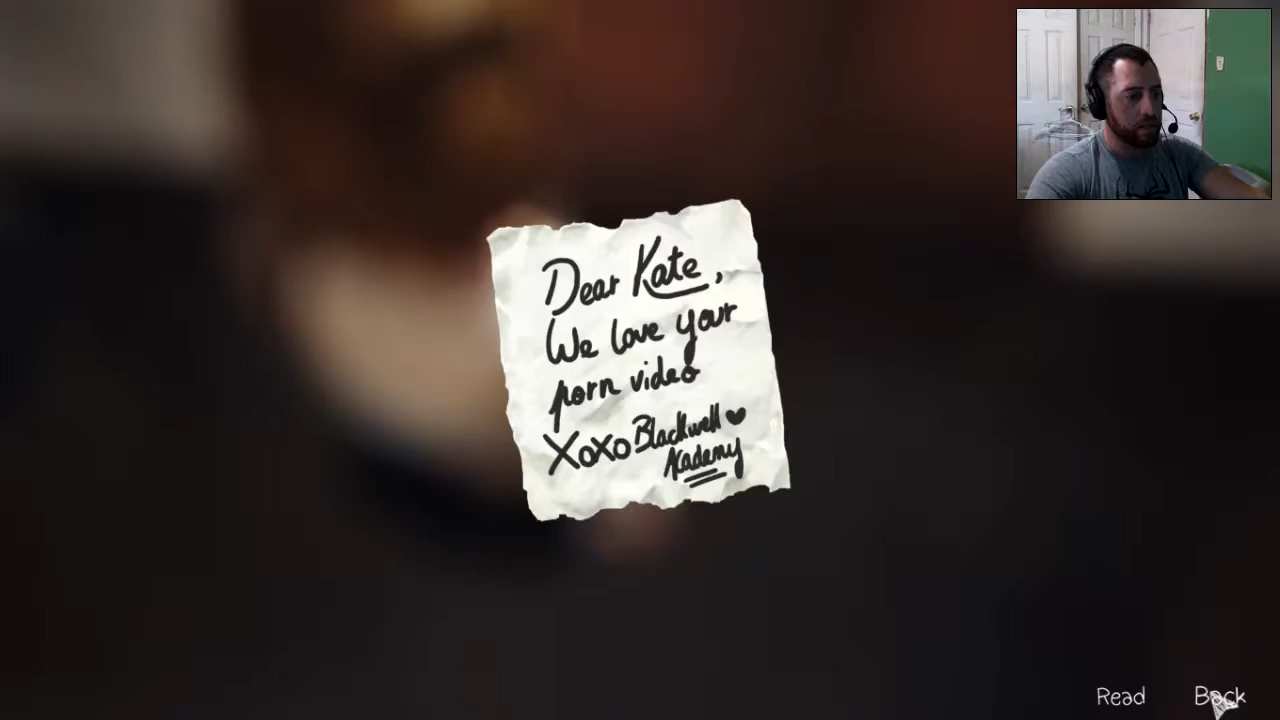 Dear Kate,
We love your
porn video
XoXo Blackwell
Academy
Read Back